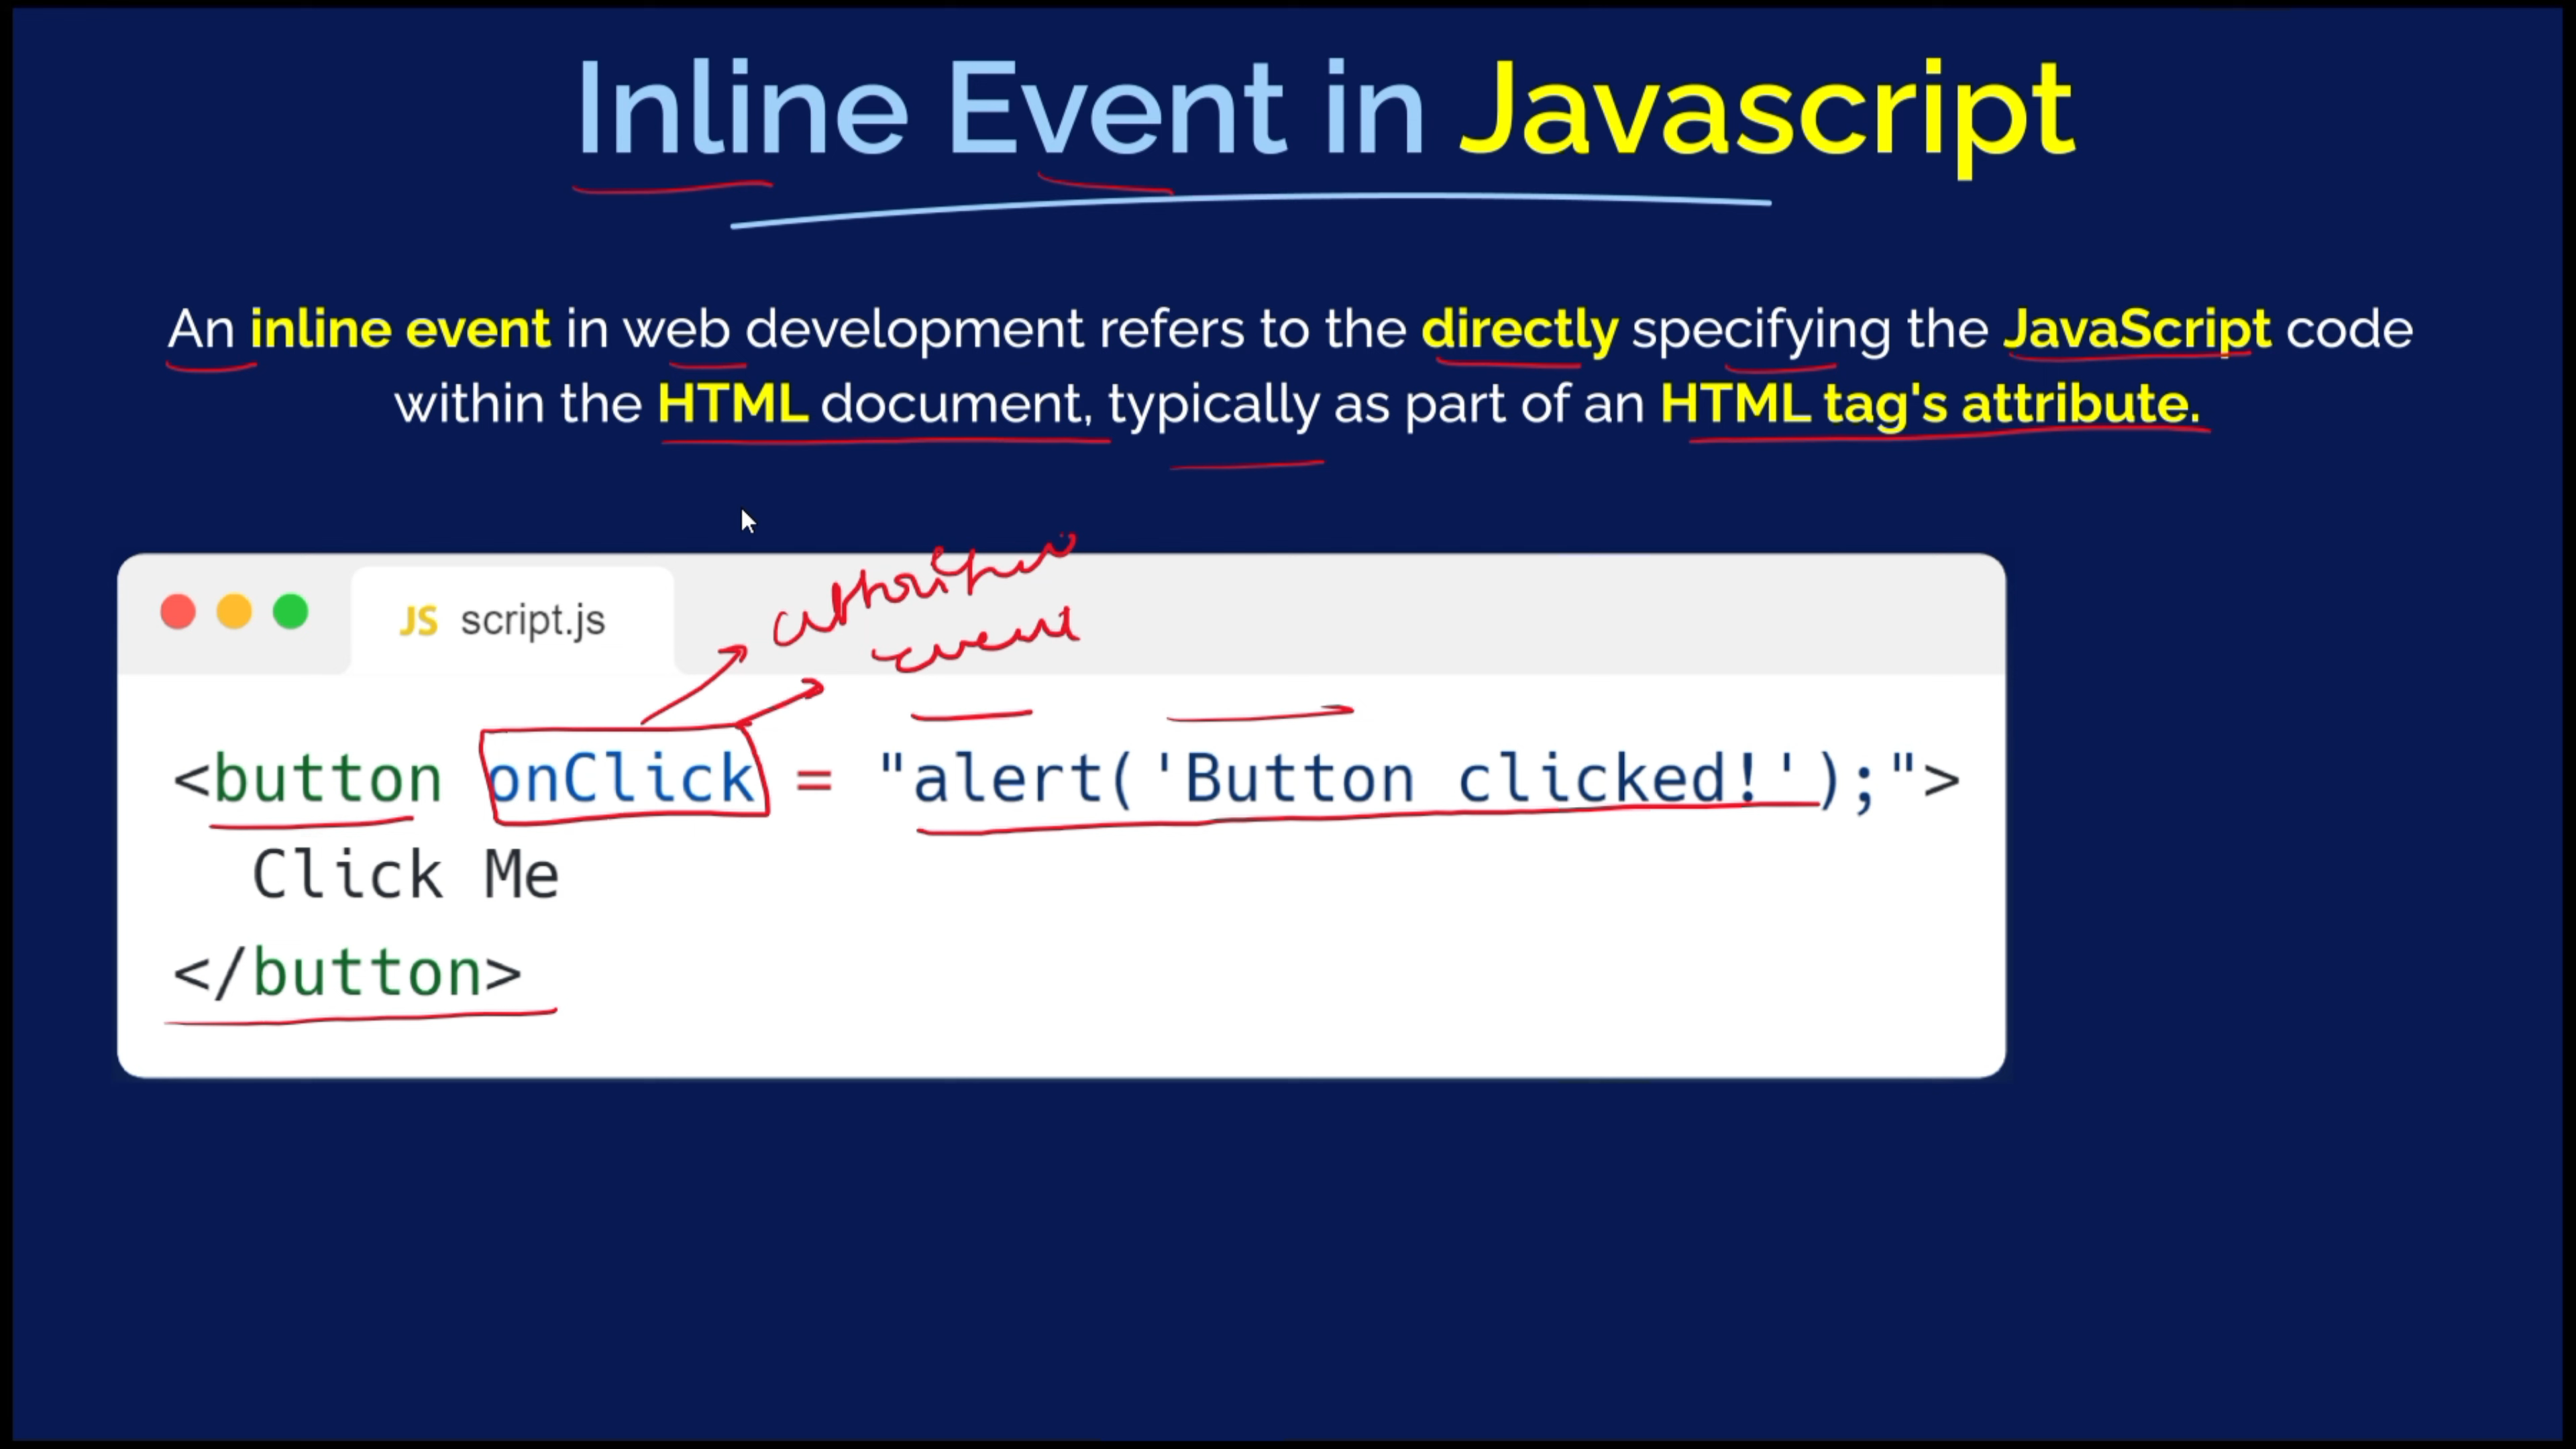 Inline Event in Javascript
An inline event in web development refers to the directly specifying the JavaScript code
within the HTML document, typically as part of an HTML tag's attribute.
JS script.js
event
<button onClick = "alert('Button clicked!');">
Click Me
</button>